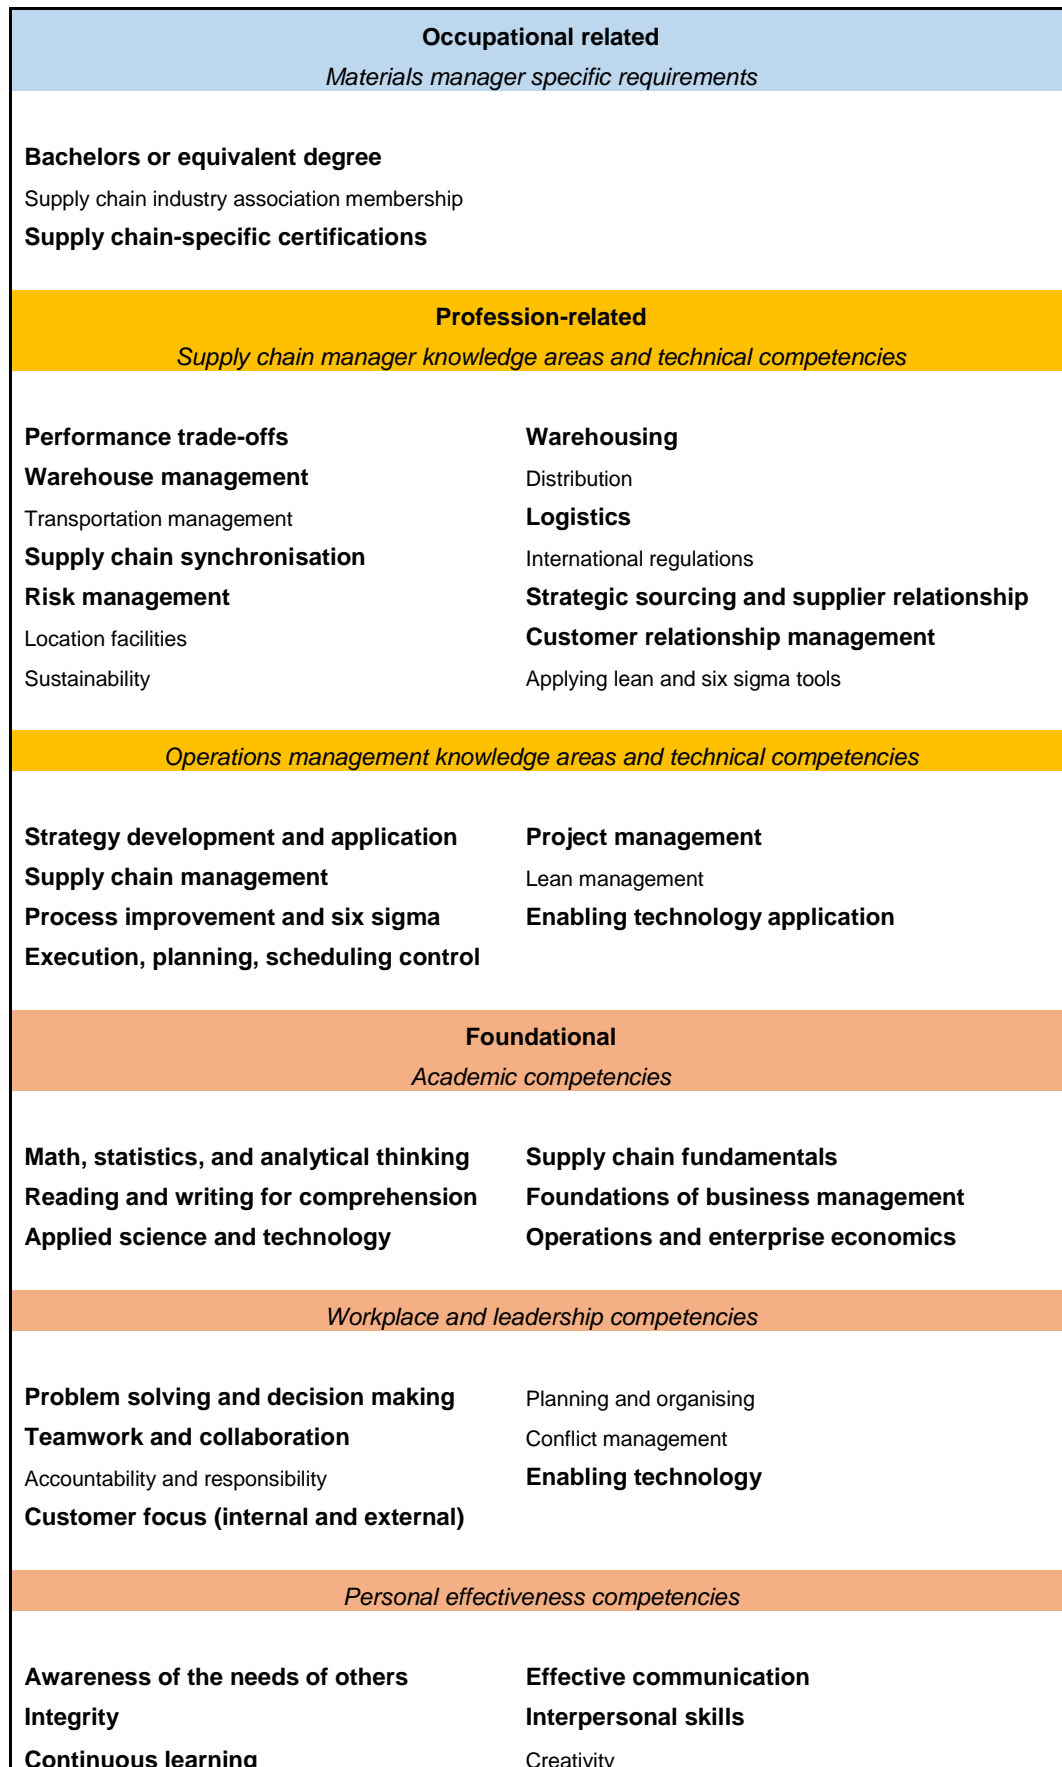 Occupational related
Materials manager specific requirements
Bachelors or equivalent degree
Supply chain industry association membership
Supply chain-specific certifications
Profession-related
Supply chain manager knowledge areas and technical competencies
Performance trade-offs
Warehouse management
Transportation management
Supply chain synchronisation
Risk management
Location facilities
Sustainability
Warehousing
Distribution
Logistics
International regulations
Strategic sourcing and supplier relationship
Customer relationship management
Applying lean and six sigma tools
Operations management knowledge areas and technical competencies
Strategy development and application
Supply chain management
Process improvement and six sigma
Execution, planning, scheduling control
Project management
Lean management
Enabling technology application
Foundational
Academic competencies
Math, statistics, and analytical thinking
Reading and writing for comprehension
Applied science and technology
Supply chain fundamentals
Foundations of business management
Operations and enterprise economics
Workplace and leadership competencies
Problem solving and decision making
Teamwork and collaboration
Accountability and responsibility
Customer focus (internal and external)
Planning and organising
Conflict management
Enabling technology
Personal effectiveness competencies
Awareness of the needs of others
Integrity
Continuous learning
Effective communication
Interpersonal skills
Creativity